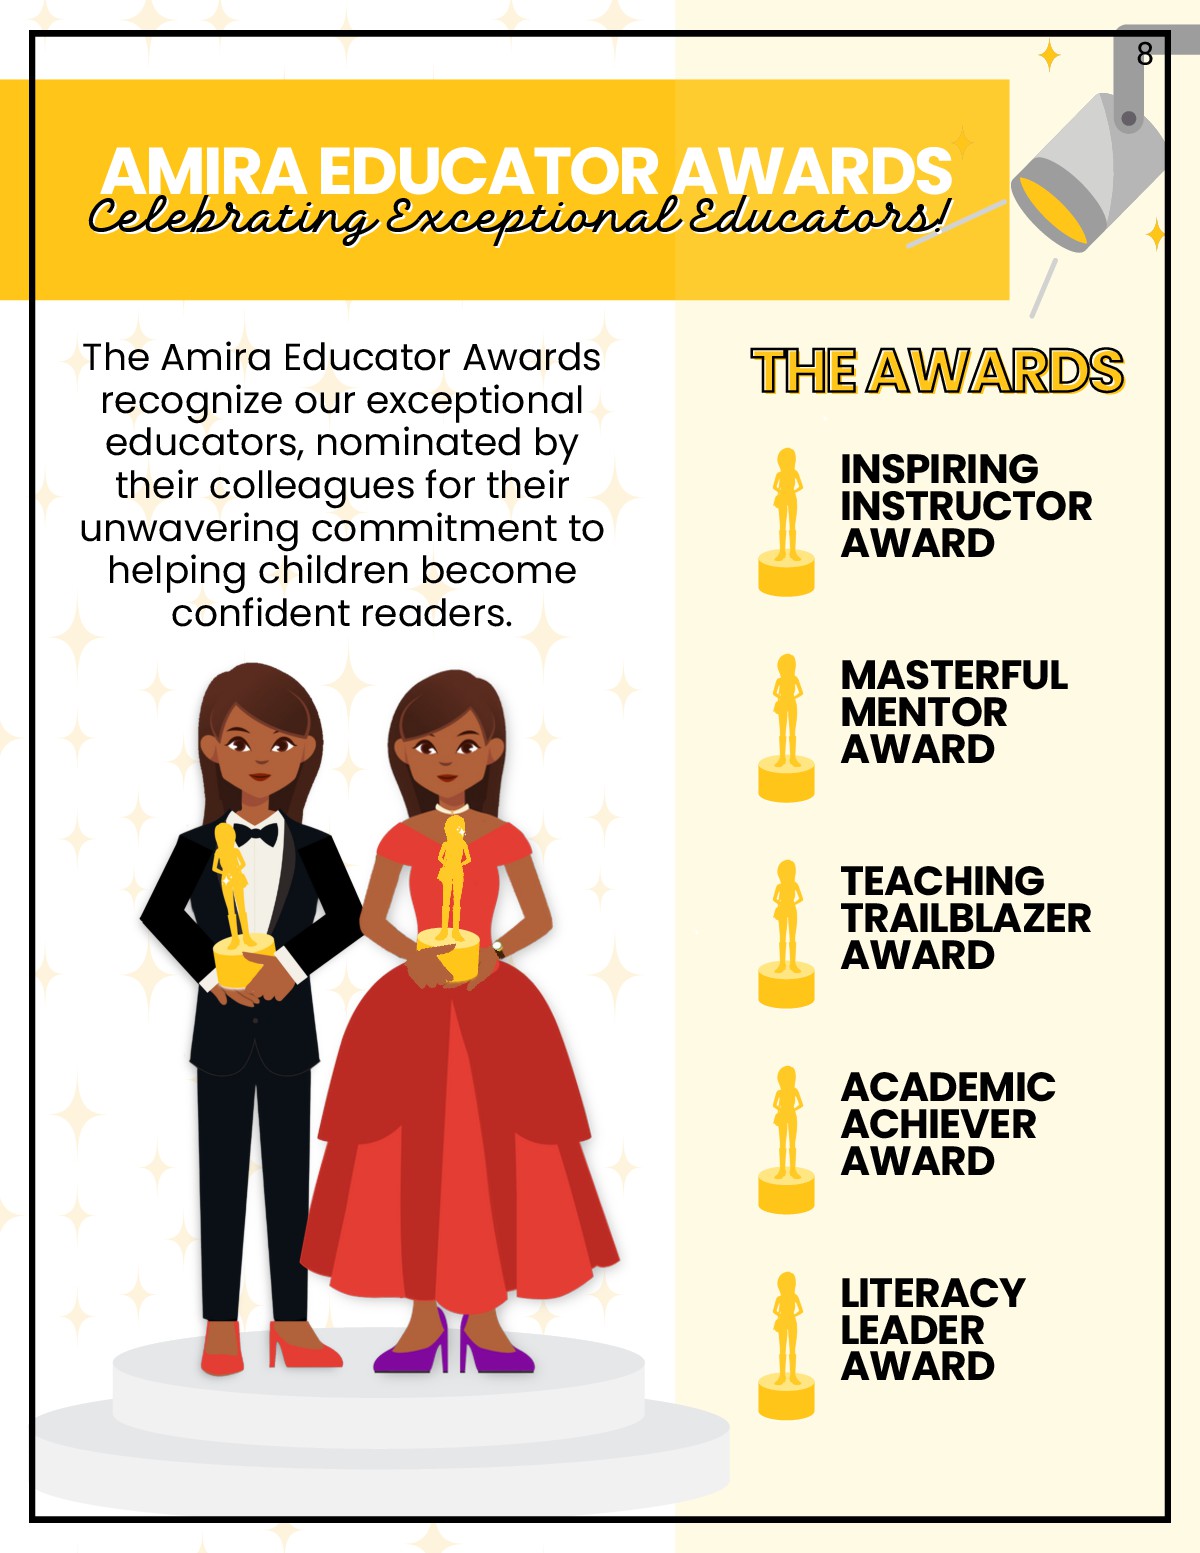 8
AMIRA EDUCATOR AWARDS
Celebrating Exceptional Educators!
The Amira Educator Awards
recognize our exceptional
educators, nominated by
their colleagues for their
unwavering commitment to
helping children become
confident readers.
THE AWARDS
INSPIRING
INSTRUCTOR
AWARD
MASTERFUL
MENTOR
AWARD
TEACHING
TRAILBLAZER
AWARD
ACADEMIC
ACHIEVER
AWARD
LITERACY
LEADER
AWARD